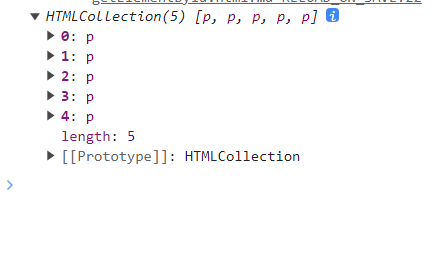 HTMLCollection(5) [p, p, p, p, p] i
0: p
1: p
2: p
3: p
4: p
length: 5
[[Prototype]]: HTMLCollection